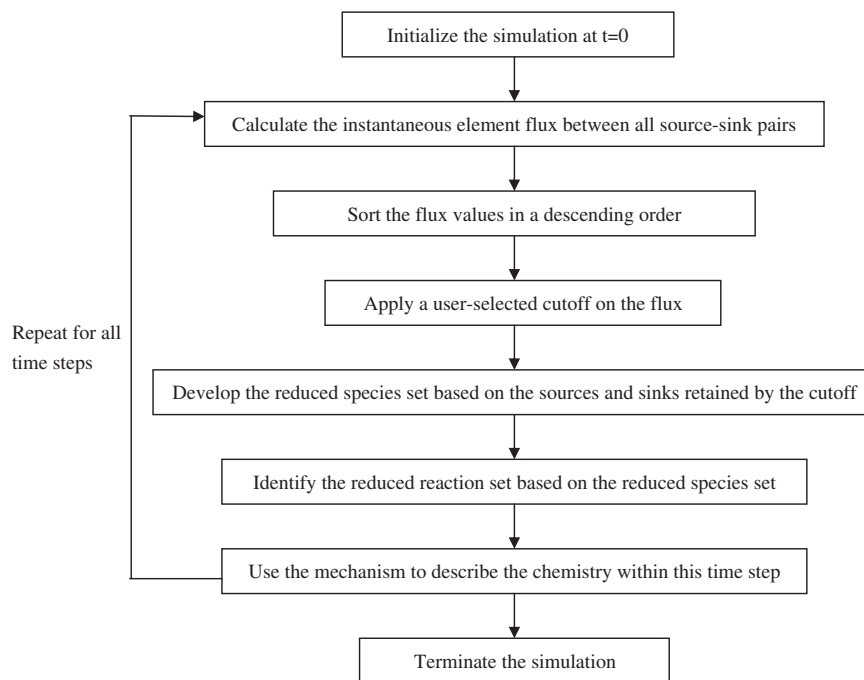 Initialize the simulation at t=0
Calculate the instantaneous element flux between all source-sink pairs
Sort the flux values in a descending order
Apply a user-selected cutoff on the flux
Repeat for all
time steps
Develop the reduced species set based on the sources and sinks retained by the cutoff
Identify the reduced reaction set based on the reduced species set
Use the mechanism to describe the chemistry within this time step
Terminate the simulation